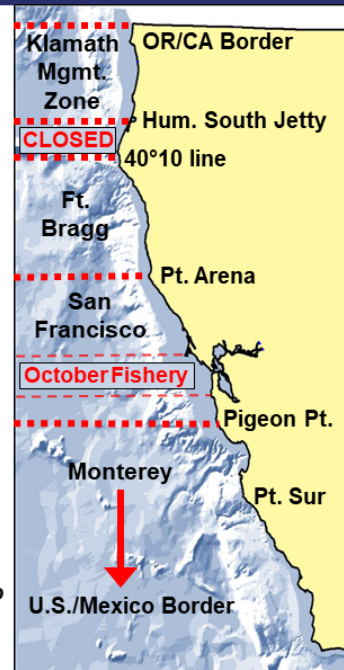 Klamath
Mgmt.
Zone
OR/CA Border
Hum. South Jetty
CLOSED
40°10 line
Ft.
Bragg
Pt. Arena
San
Francisco
October Fishery
Pigeon Pt.
Monterey
Pt. Sur
U.S./Mexico Border